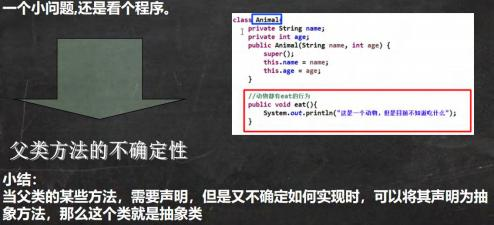 一个小问题,还是看个程序。
class Animal{
private String name;
private int age;
public Animal(String name, int age) {
super();
this.name = name;
this.age = age;
}
//动物都有eat的行为
public void eat(){
System.out.println("这是一个动物，但是目前不知道吃什么");
}
父类方法的不确定性
小结：
当父类的某些方法，需要声明，但是又不确定如何实现时，可以将其声明为抽
象方法，那么这个类就是抽象类